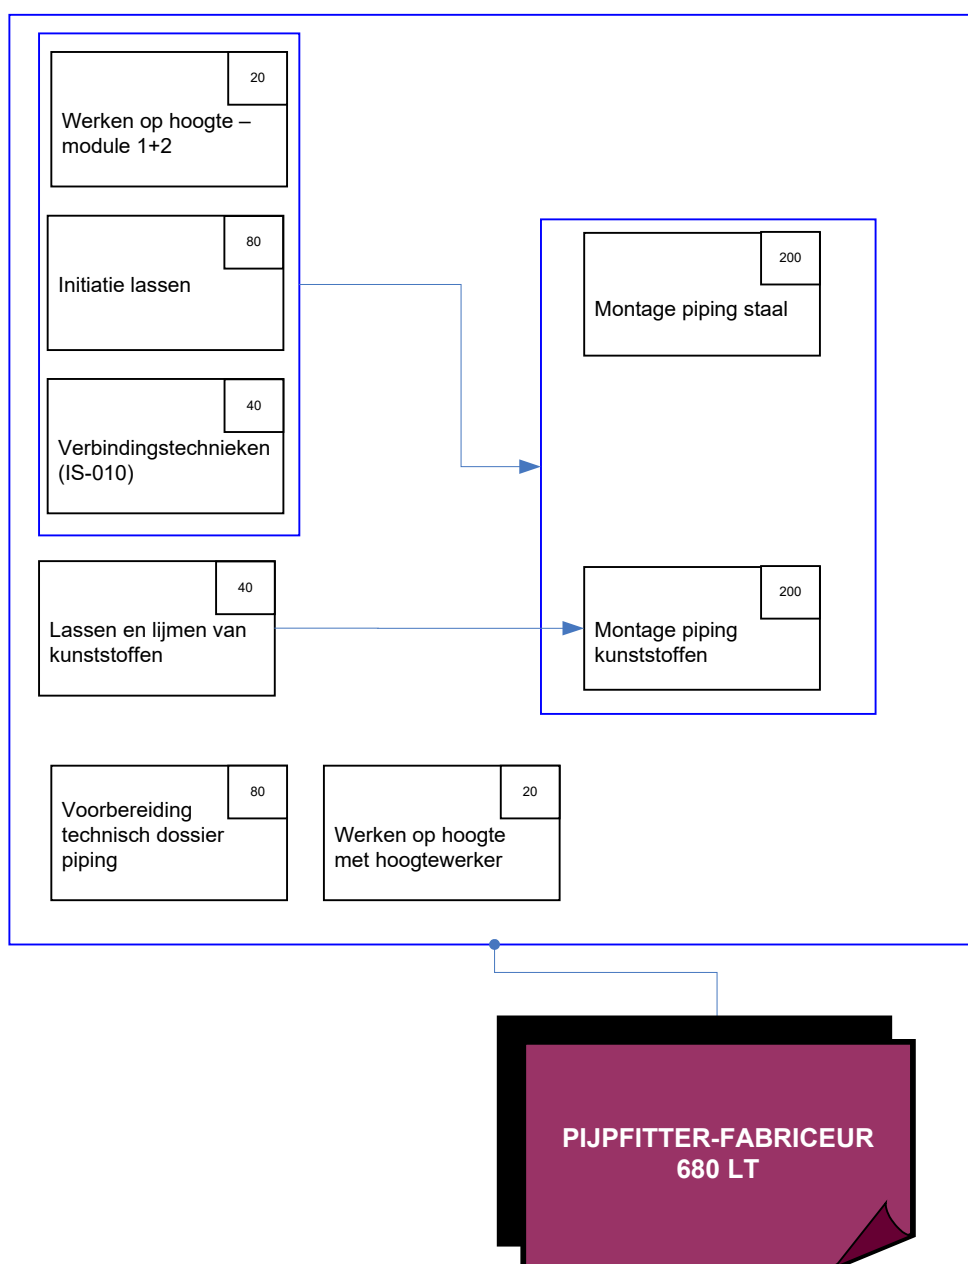 20
Werken op hoogte –
module 1+2
80
Initiatie lassen
200
Montage piping staal
40
Verbindingstechnieken
(IS-010)
40
Lassen en lijmen van
kunststoffen
200
Montage piping
kunststoffen
80
Voorbereiding
technisch dossier
piping
20
Werken op hoogte
met hoogtewerker
PIJPFITTER-FABRICEUR
680 LT